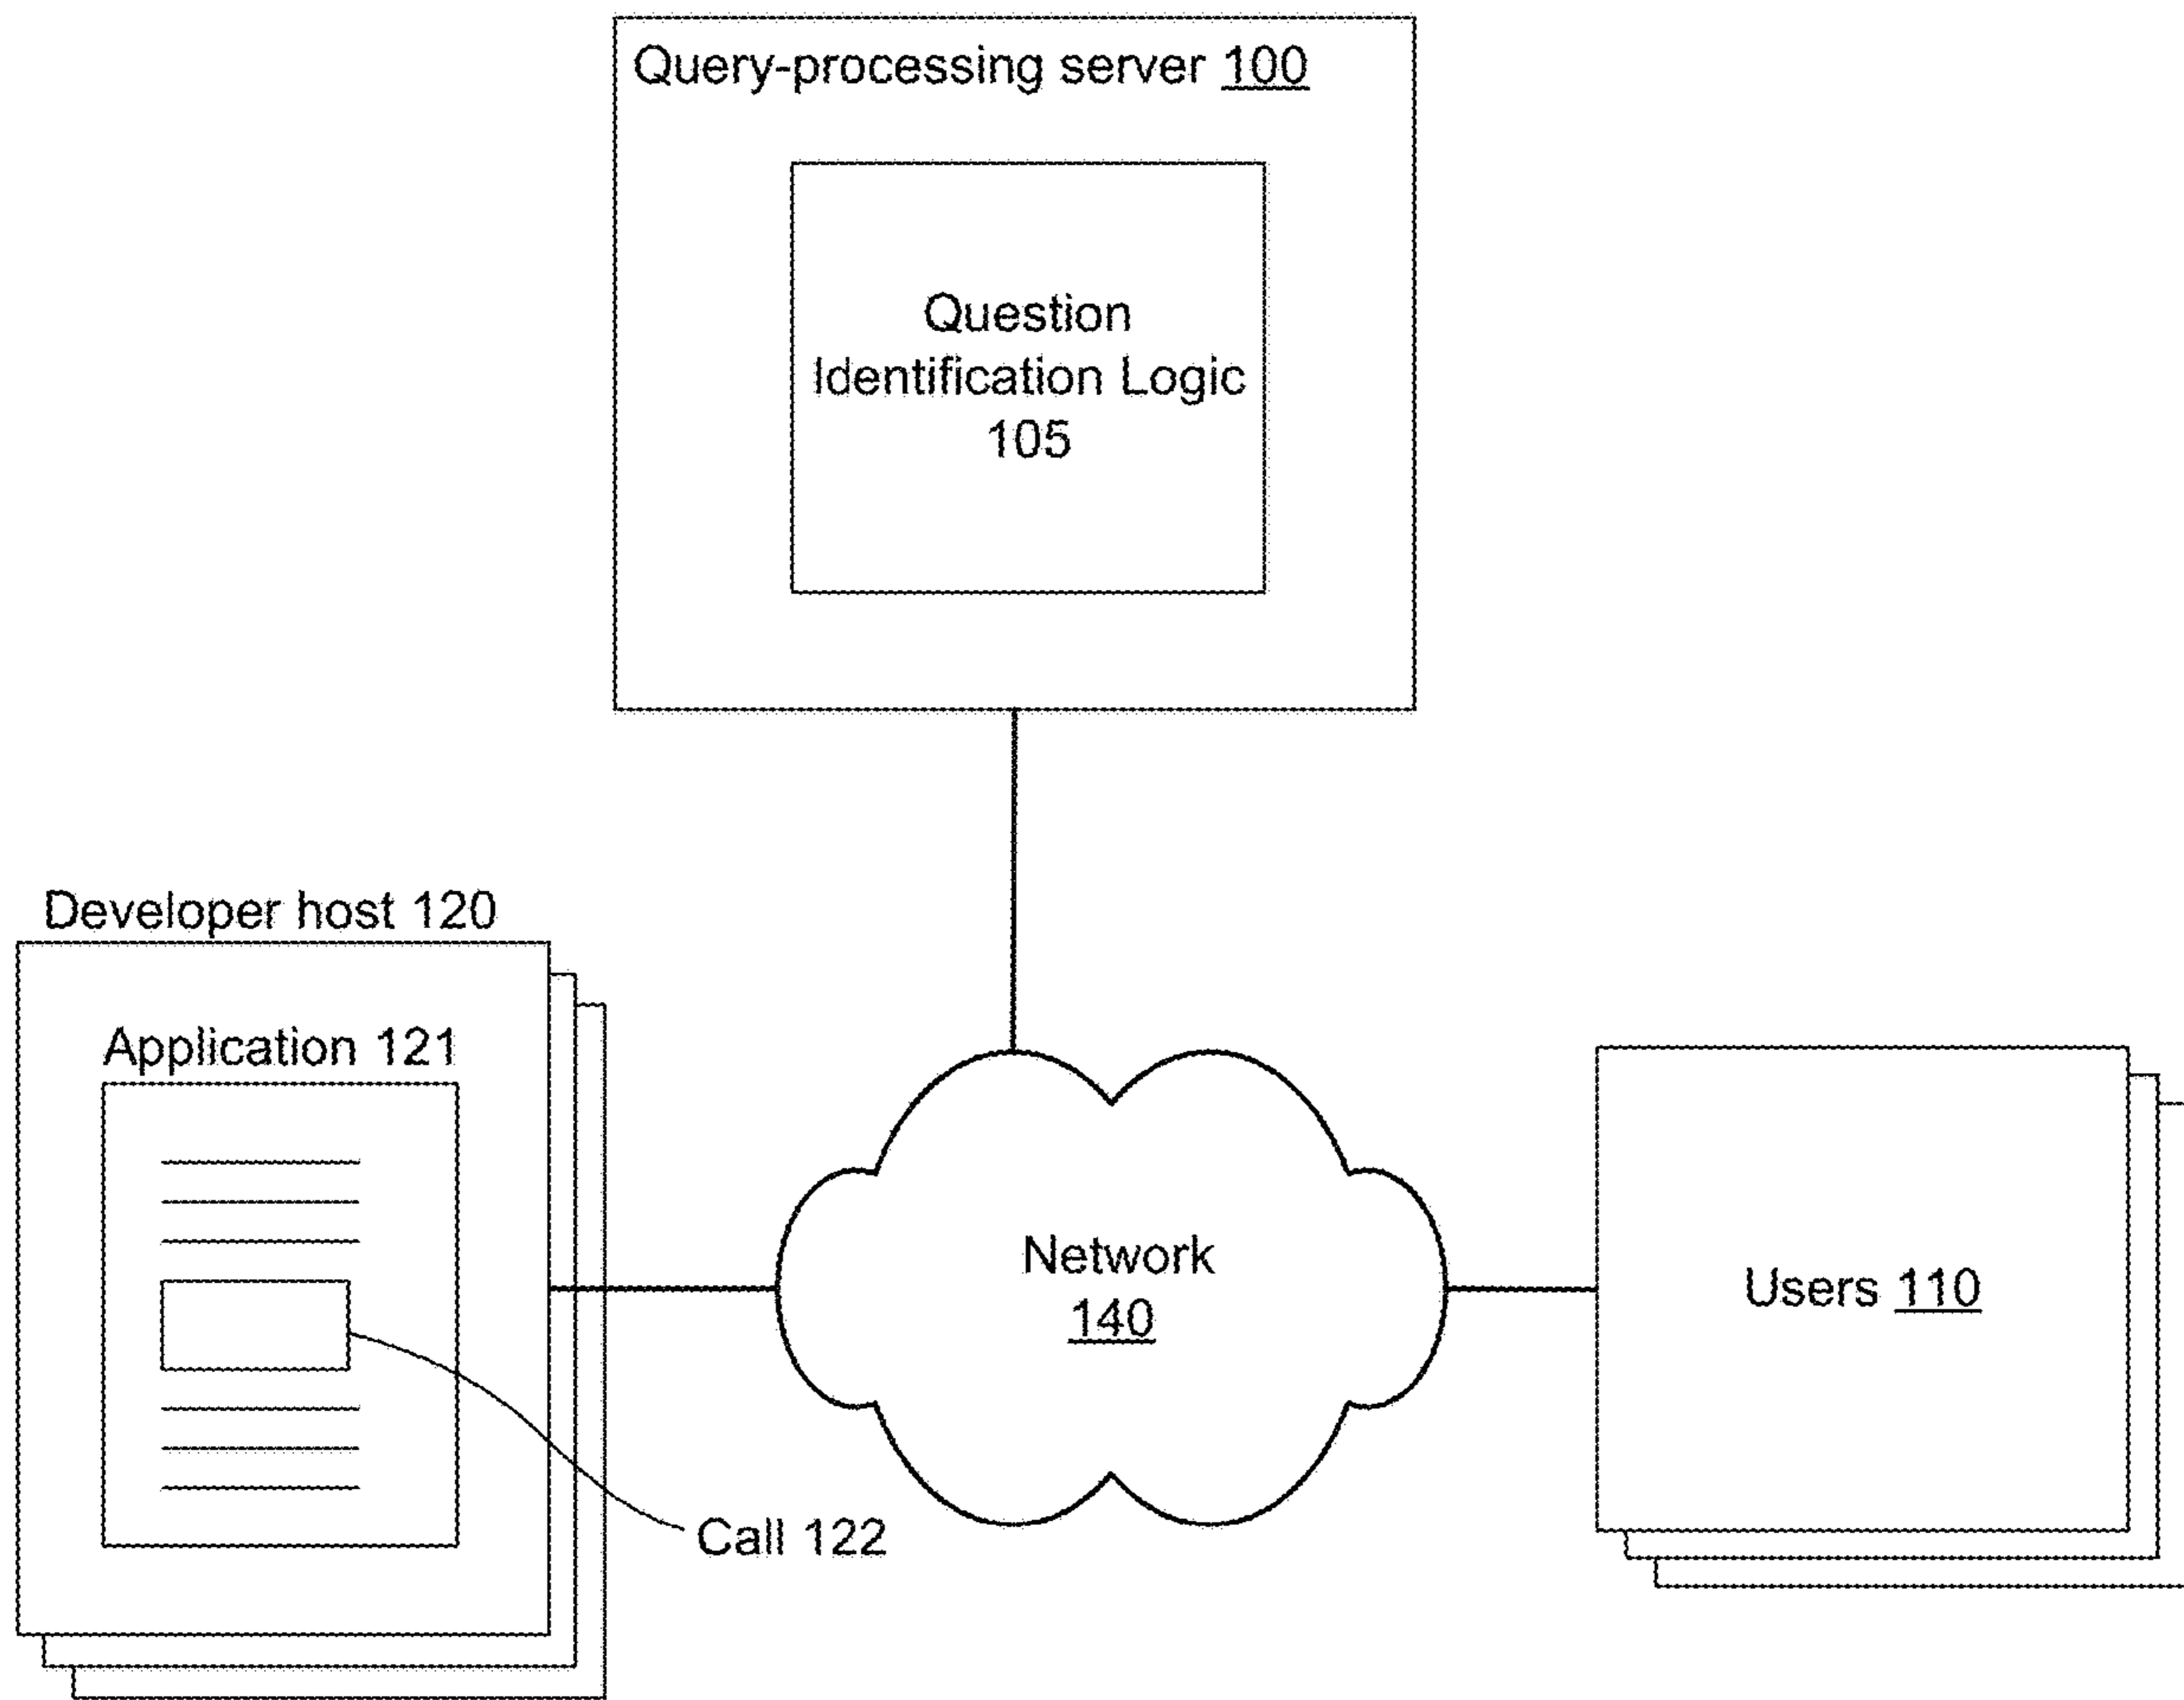 Query-processing server 100
Question
Identification Logic
105
Developer host 120
Application 121
Call 122
Network
140
Users 110